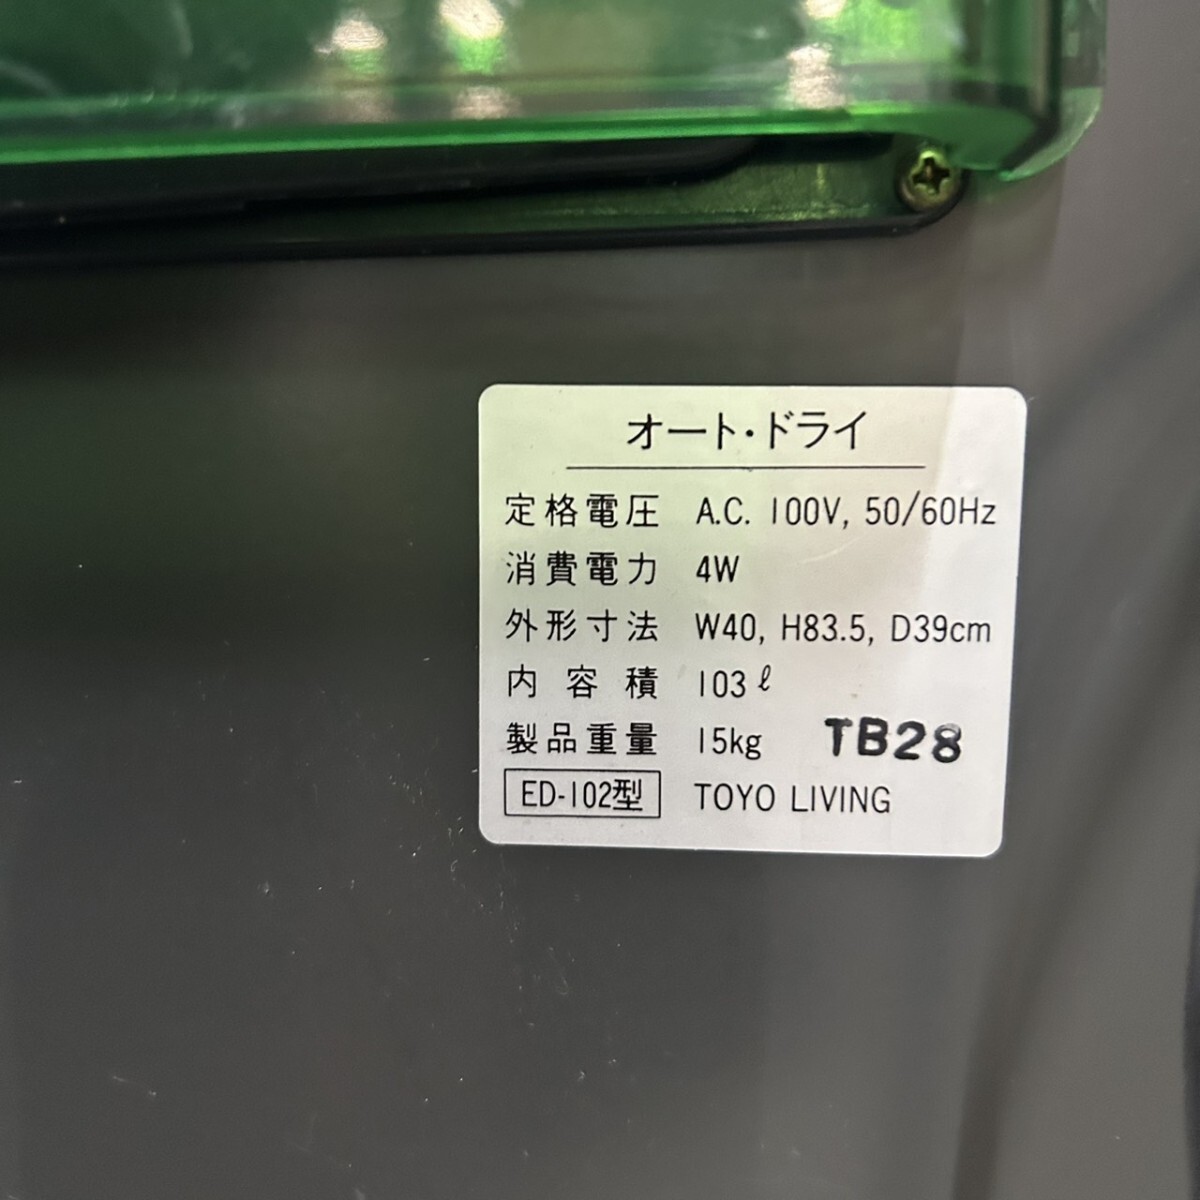 オート・ドライ
定格電圧 A.C. 100V, 50/60Hz
消費電力 4W
外形寸法 W40, H83.5, D39cm
内容積 103ℓ
製品重量 15kg TB28
ED-102型 TOYO LIVING